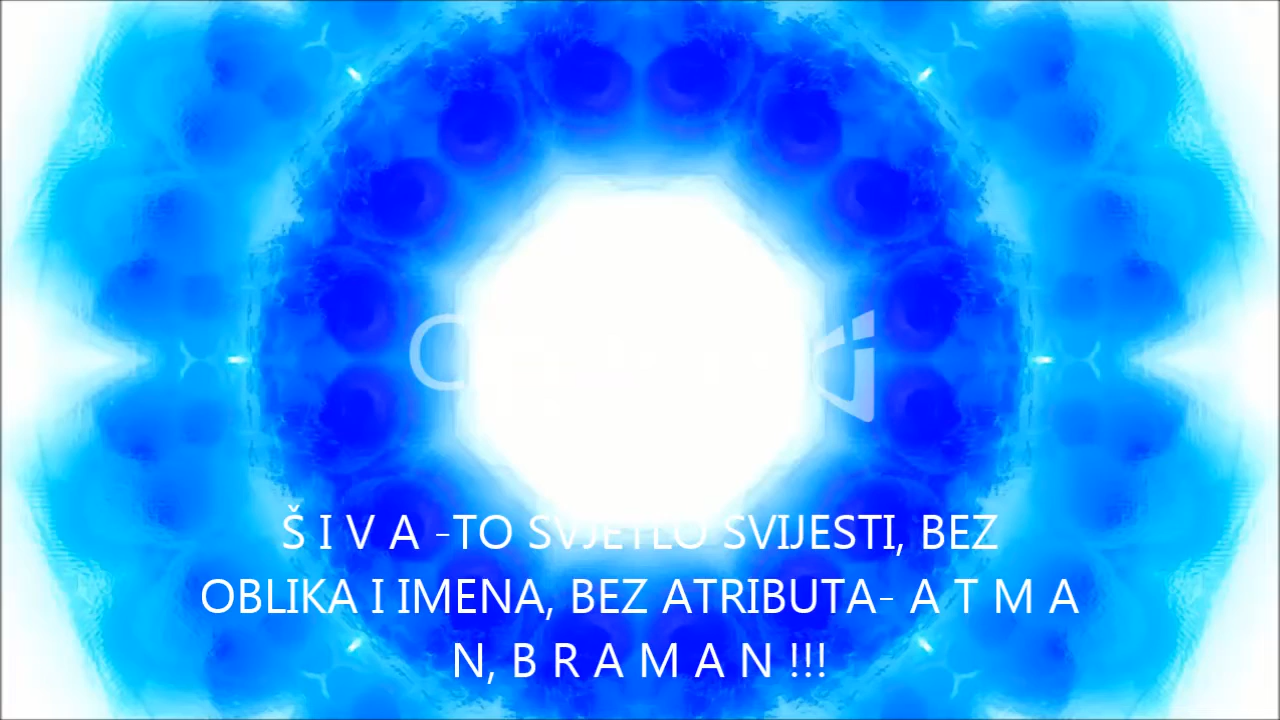 Š I V A -TO SVJETLO SVIJESTI, BEZ
OBLIKA I IMENA, BEZ ATRIBUTA- A T M A
N, B R A M A N !!!